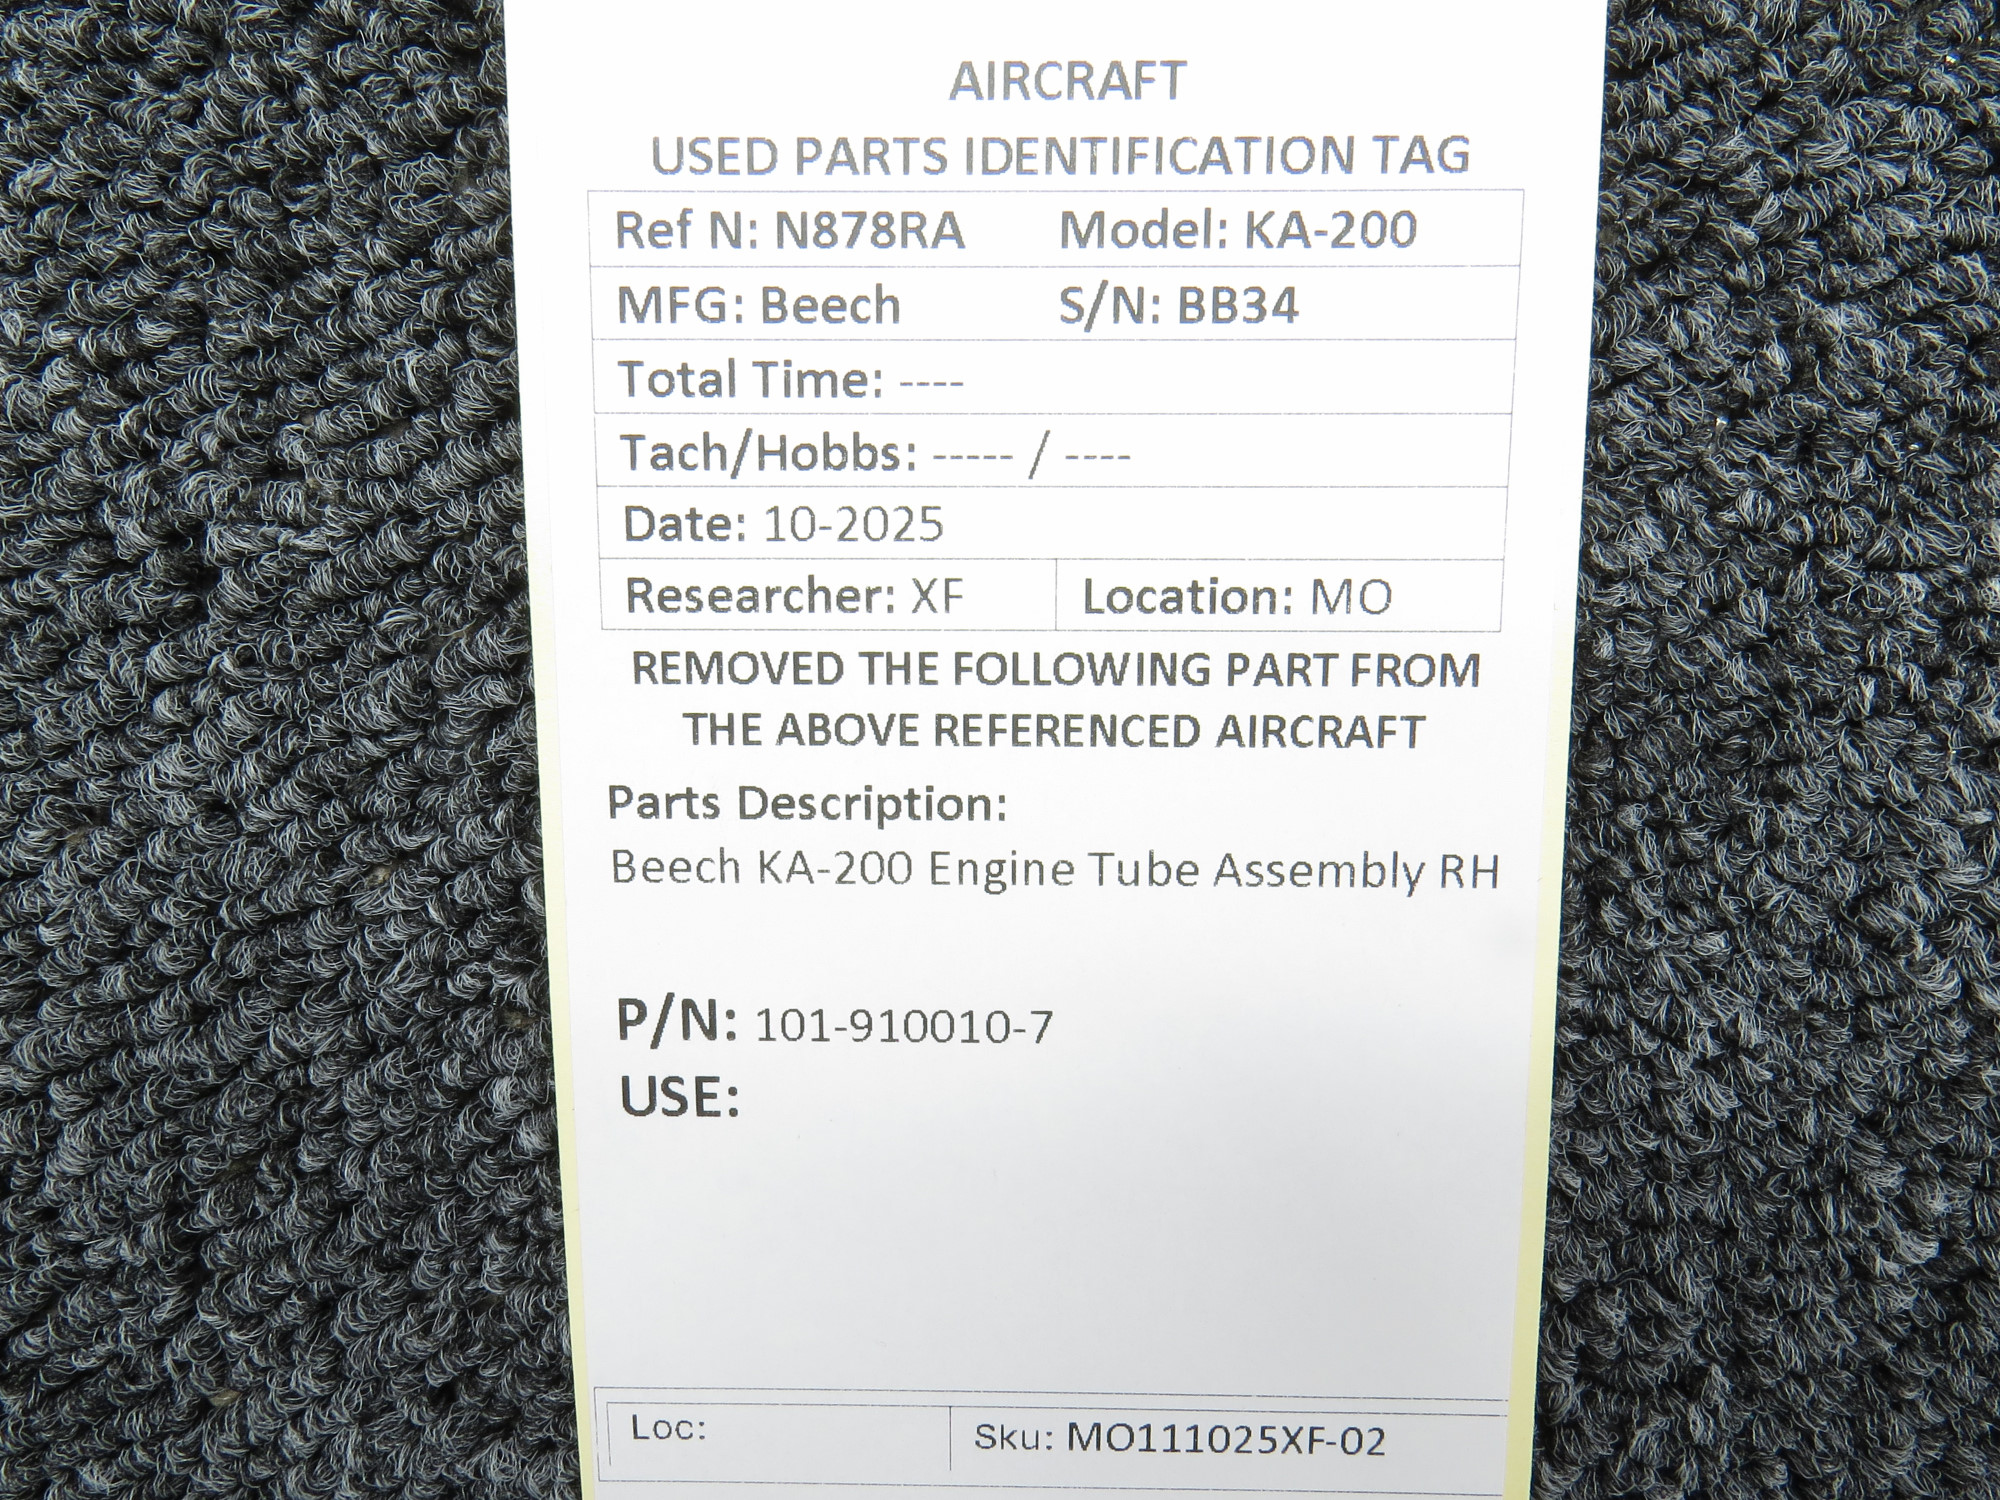 AIRCRAFT
USED PARTS IDENTIFICATION TAG
Ref N: N878RA Model: KA-200
MFG: Beech S/N: BB34
Total Time: ----
Tach/Hobbs: ----- / ----
Date: 10-2025
Researcher: XF Location: MO
REMOVED THE FOLLOWING PART FROM
THE ABOVE REFERENCED AIRCRAFT
Parts Description:
Beech KA-200 Engine Tube Assembly RH
P/N: 101-910010-7
USE:
Loc: Sku: MO111025XF-02